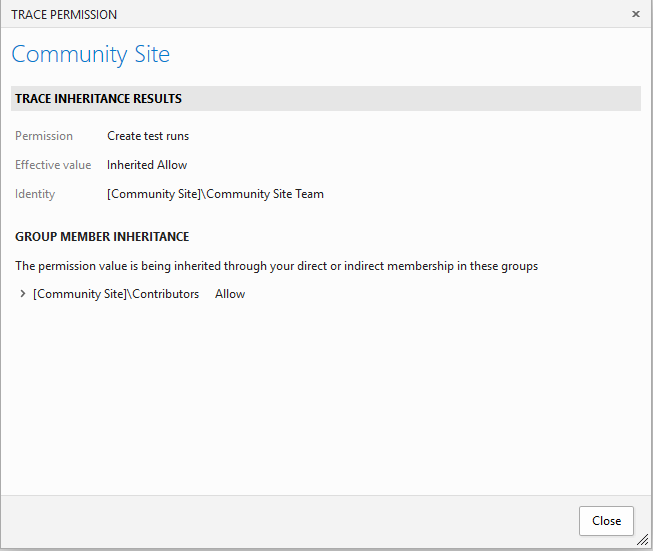 TRACE PERMISSION
Community Site
TRACE INHERITANCE RESULTS
Permission Create test runs
Effective value Inherited Allow
Identity [Community Site]\Community Site Team
GROUP MEMBER INHERITANCE
The permission value is being inherited through your direct or indirect membership in these groups
[Community Site]\Contributors Allow
Close